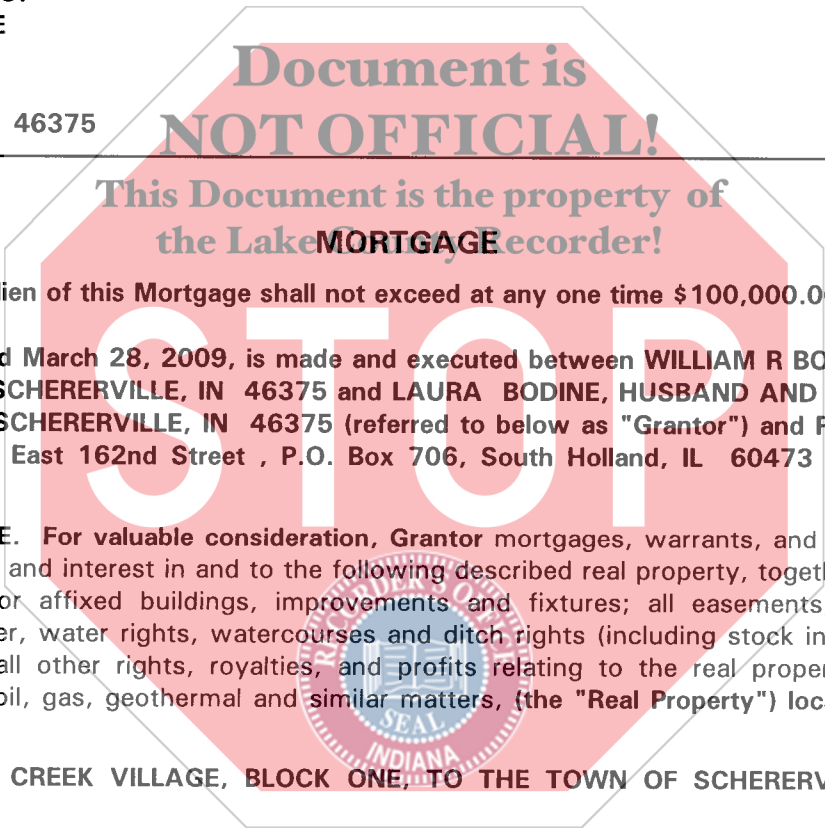 E
46375
Document is
NOT OFFICIAL!
This Document is the property of
the Lake County Recorder!
MORTGAGE
lien of this Mortgage shall not exceed at any one time $100,000.0
d March 28, 2009, is made and executed between WILLIAM R BO
SCHERERVILLE, IN 46375 and LAURA BODINE, HUSBAND AND
SCHERERVILLE, IN 46375 (referred to below as "Grantor") and F
East 162nd Street , P.O. Box 706, South Holland, IL 60473
STOP
E. For valuable consideration, Grantor mortgages, warrants, and
and interest in and to the following described real property, togeth
or affixed buildings, improvements and fixtures; all easements
er, water rights, watercourses and ditch rights (including stock in
all other rights, royalties, and profits relating to the real proper
oil, gas, geothermal and similar matters, (the "Real Property") loc
RECORDER'S OFFICE
SEAL
INDIANA
CREEK VILLAGE, BLOCK ONE, TO THE TOWN OF SCHERERV